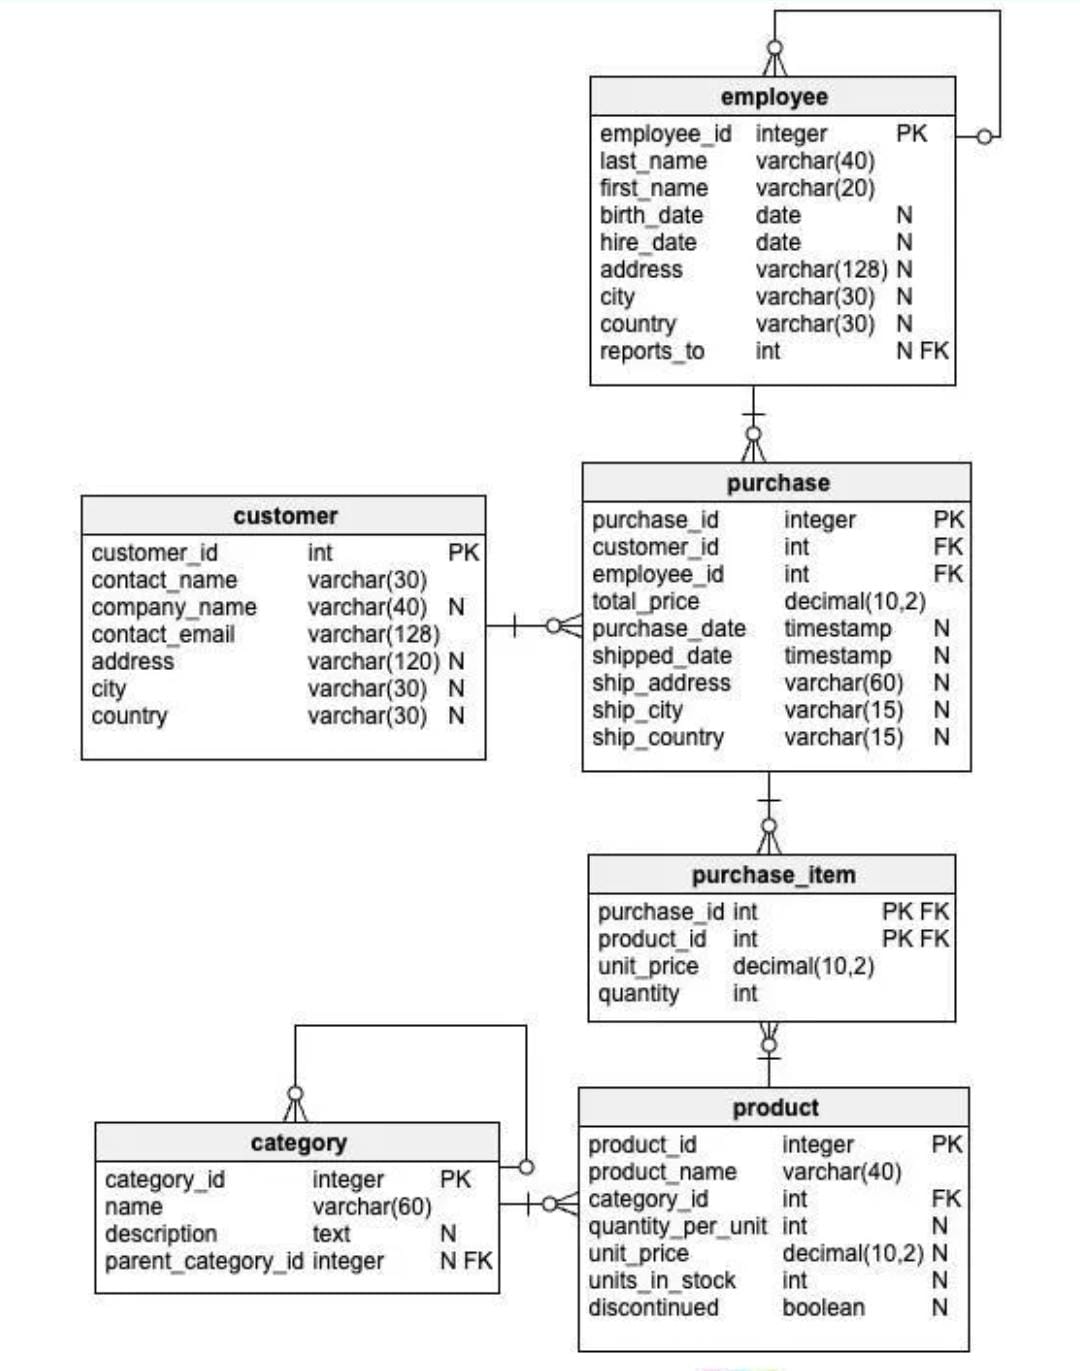 employee
employee_id integer PK
last_name varchar(40)
first_name varchar(20)
birth_date date N
hire_date date N
address varchar(128) N
city varchar(30) N
country varchar(30) N
reports_to int N FK
purchase
purchase_id integer PK
customer_id int FK
employee_id int FK
total_price decimal(10,2)
purchase_date timestamp N
shipped_date timestamp N
ship_address varchar(60) N
ship_city varchar(15) N
ship_country varchar(15) N
customer
customer_id int PK
contact_name varchar(30)
company_name varchar(40) N
contact_email varchar(128)
address varchar(120) N
city varchar(30) N
country varchar(30) N
purchase_item
purchase_id int PK FK
product_id int PK FK
unit_price decimal(10,2)
quantity int
category
category_id integer PK
name varchar(60)
description text N
parent_category_id integer N FK
product
product_id integer PK
product_name varchar(40)
category_id int FK
quantity_per_unit int N
unit_price decimal(10,2) N
units_in_stock int N
discontinued boolean N